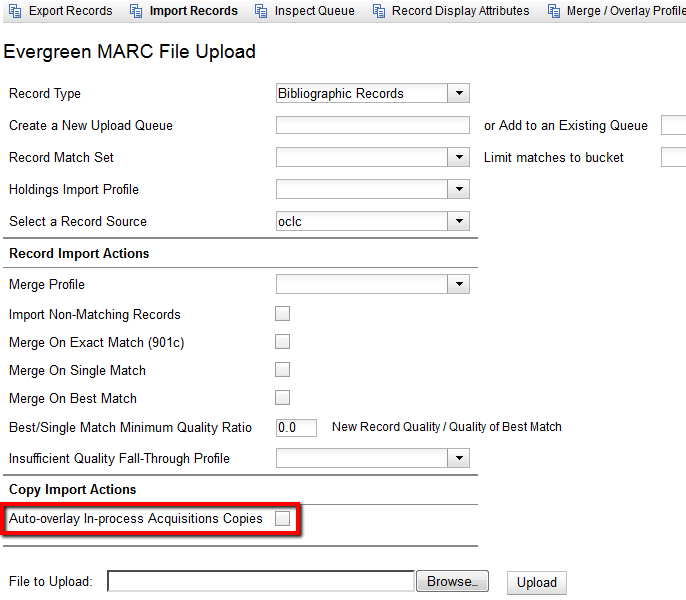 Export Records Import Records Inspect Queue Record Display Attributes Merge / Overlay Profile
Evergreen MARC File Upload
Record Type Bibliographic Records
Create a New Upload Queue or Add to an Existing Queue
Record Match Set Limit matches to bucket
Holdings Import Profile
Select a Record Source oclc
Record Import Actions
Merge Profile
Import Non-Matching Records
Merge On Exact Match (901c)
Merge On Single Match
Merge On Best Match
Best/Single Match Minimum Quality Ratio 0.0 New Record Quality / Quality of Best Match
Insufficient Quality Fall-Through Profile
Copy Import Actions
Auto-overlay In-process Acquisitions Copies
File to Upload: Browse... Upload